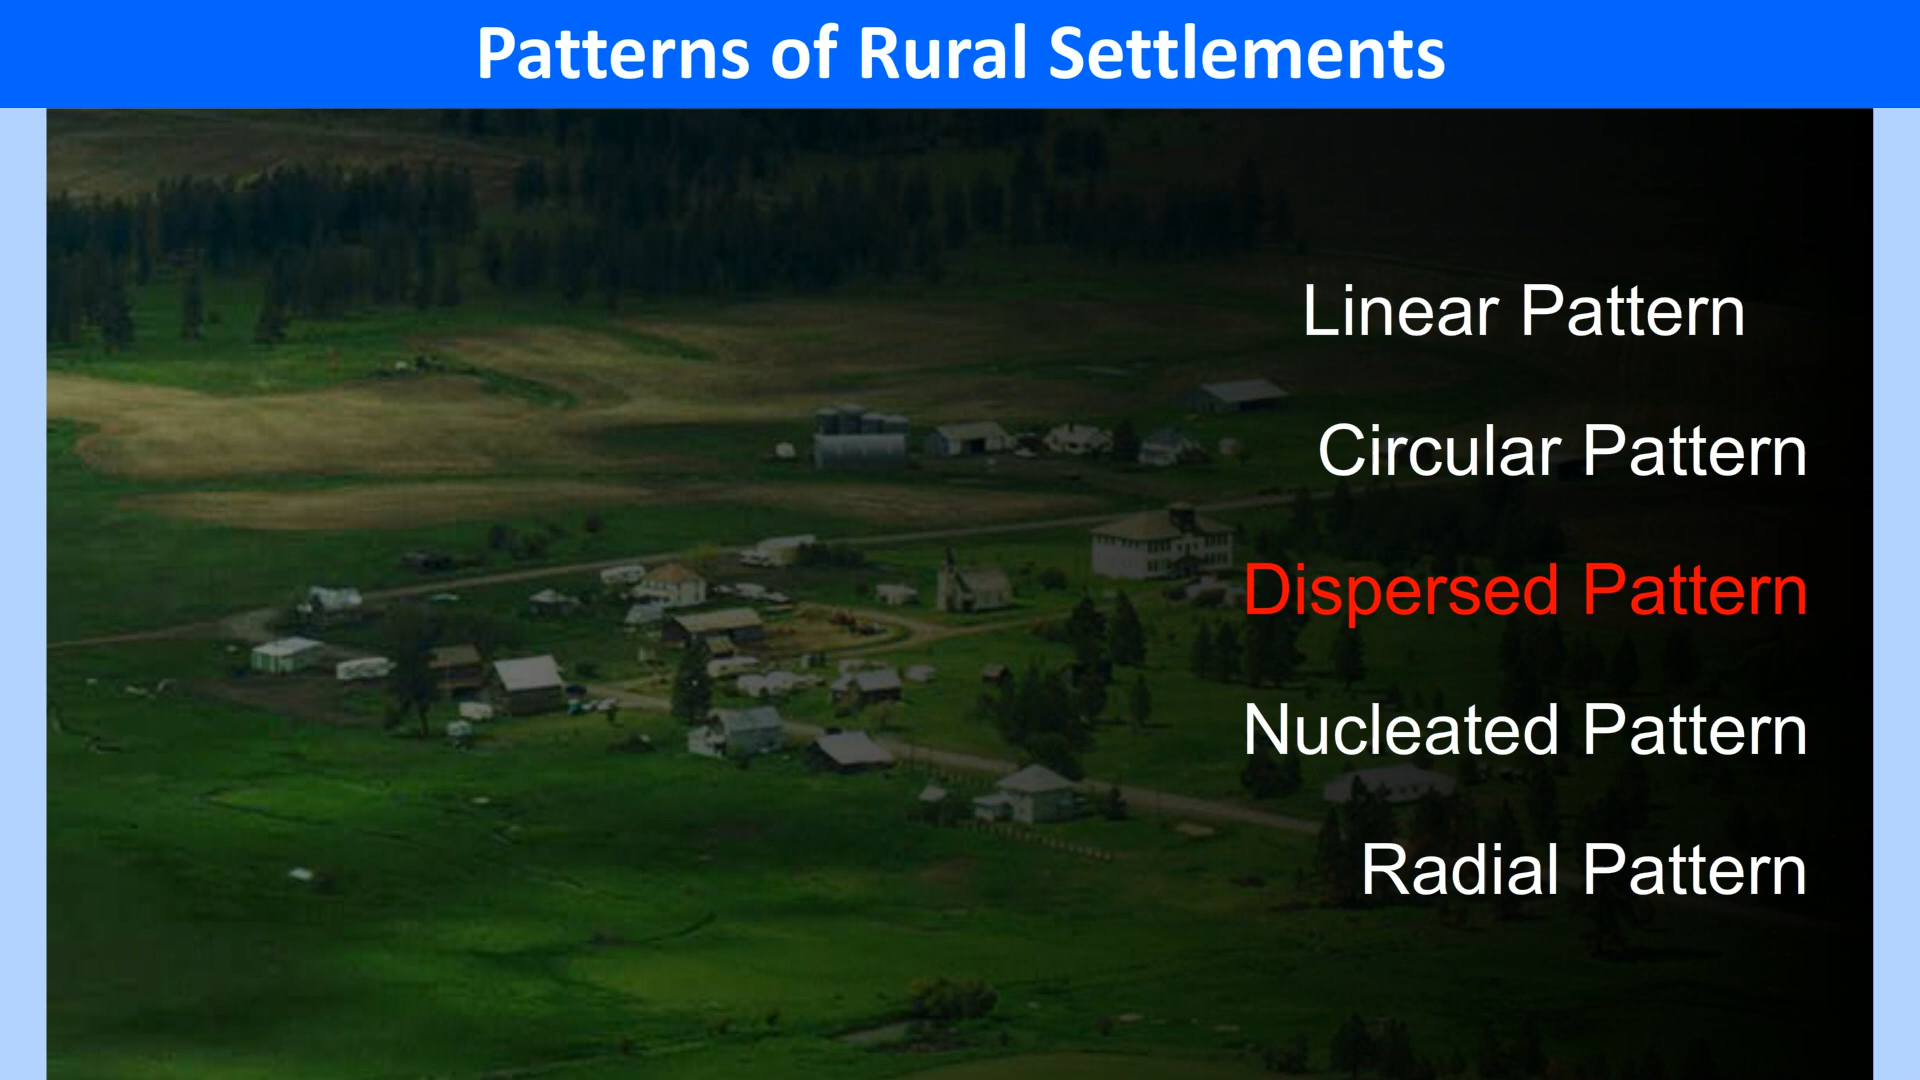 Patterns of Rural Settlements
Linear Pattern
Circular Pattern
Dispersed Pattern
Nucleated Pattern
Radial Pattern